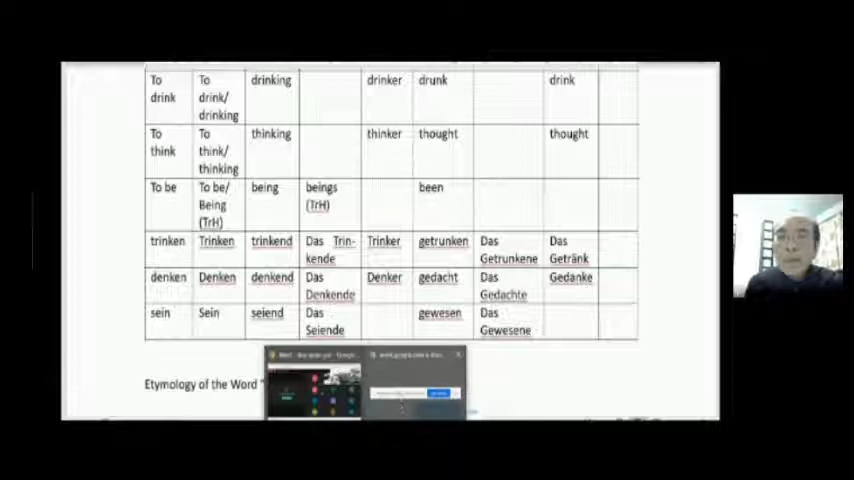 To To drinking drinker drunk drink
drink drink/
drinking
To To thinking thinker thought thought
think think/
thinking
To be To be/ being beings been
Being (TrH)
(TrH)
trinken Trinken trinkend Das Trin- Trinker getrunken Das Das
kende Getrunkene Getränk
denken Denken denkend Das Denker gedacht Das Gedanke
Denkende Gedachte
sein Sein seiend Das gewesen Das
Seiende Gewesene
Etymology of the Word "